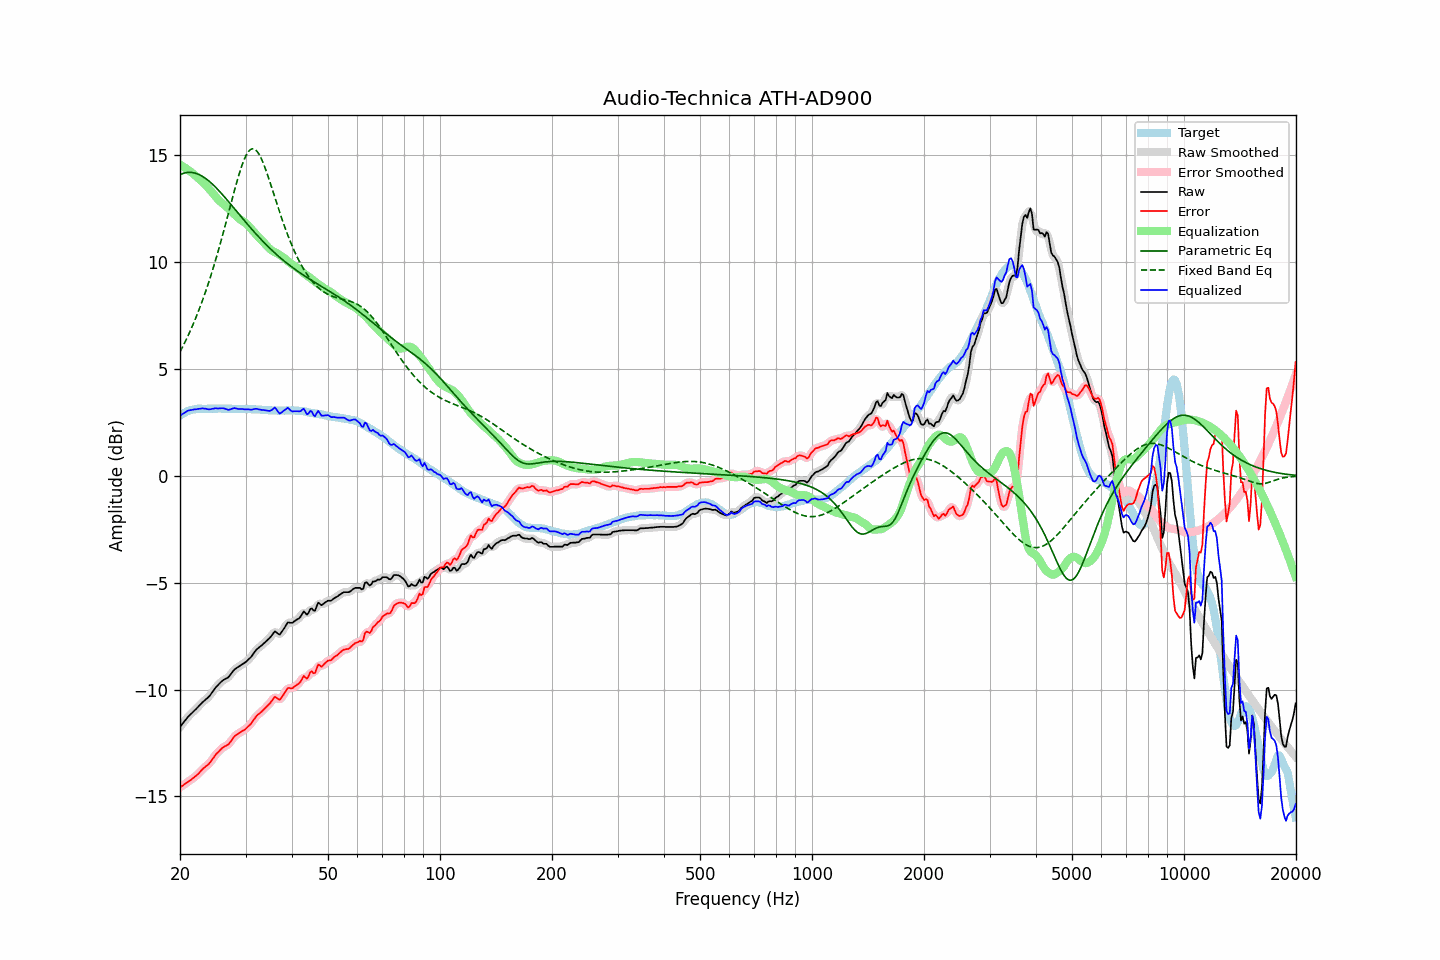 Audio-Technica ATH-AD900
Amplitude (dBr)
15
10
5
0
−5
−10
−15
20
50
100
200
500
1000
2000
5000
10000
20000
Frequency (Hz)
Target
Raw Smoothed
Error Smoothed
Raw
Error
Equalization
Parametric Eq
Fixed Band Eq
Equalized